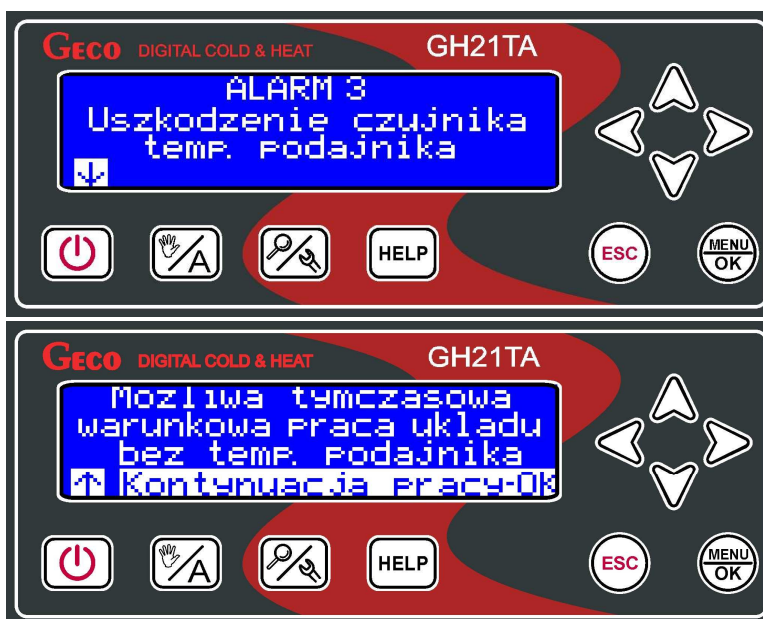 GECO DIGITAL COLD & HEAT GH21TA
ALARM 3
Uszkodzenie czujnika
temp. podajnika
A HELP ESC MENU OK
GECO DIGITAL COLD & HEAT GH21TA
Mozliwa tymczasowa
warunkowa praca ukladu
bez temp. podajnika
Kontynuacja pracy-OK
A HELP ESC MENU OK